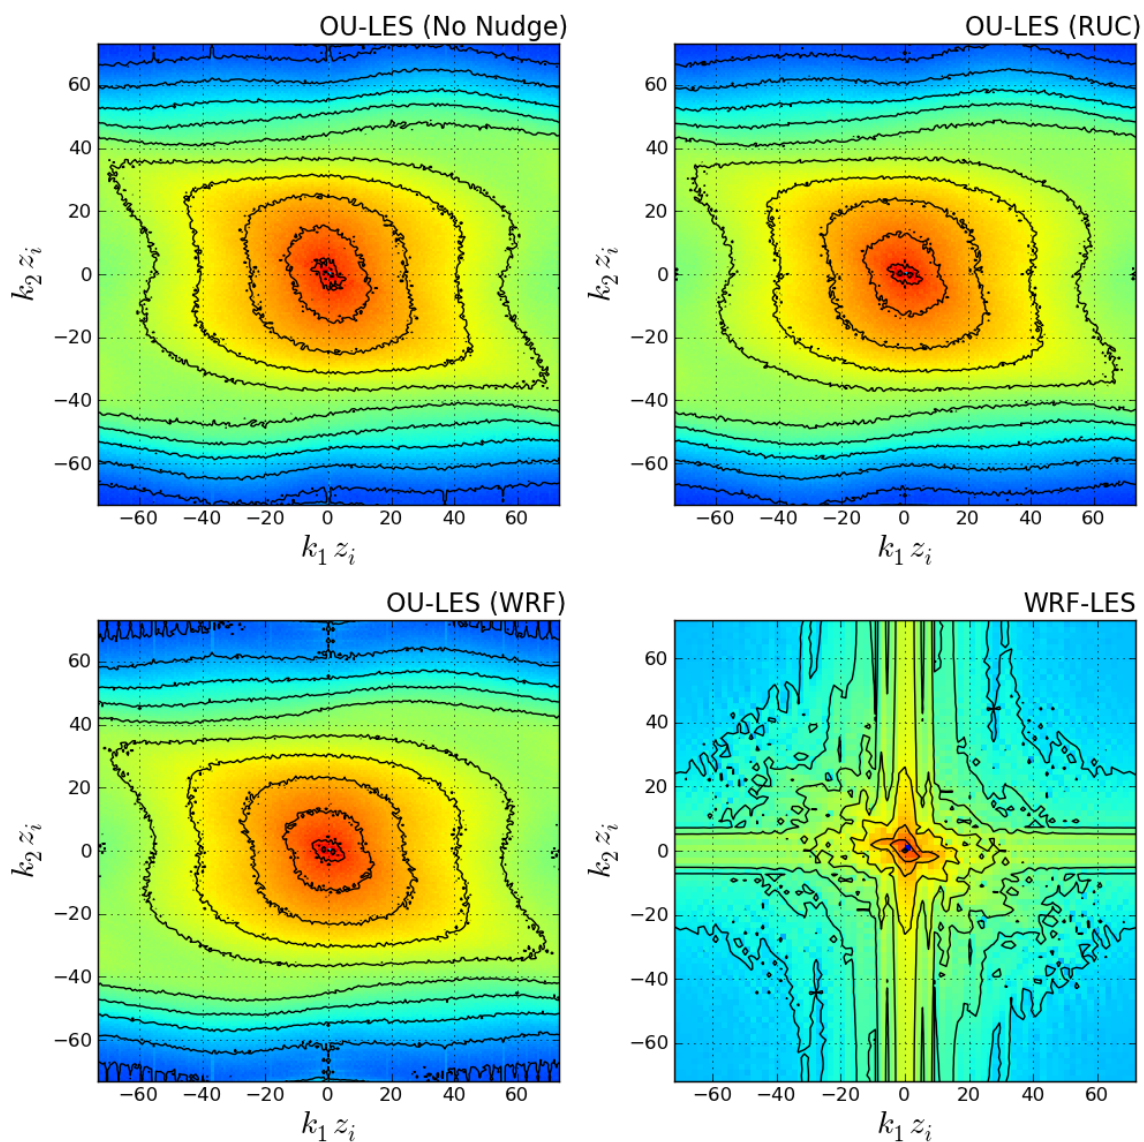 OU-LES (No Nudge)
60
40
20
0
−20
−40
−60
k₂ zᵢ
−60 −40 −20 0 20 40 60
k₁ zᵢ
OU-LES (RUC)
60
40
20
0
−20
−40
−60
k₂ zᵢ
−60 −40 −20 0 20 40 60
k₁ zᵢ
OU-LES (WRF)
60
40
20
0
−20
−40
−60
k₂ zᵢ
−60 −40 −20 0 20 40 60
k₁ zᵢ
WRF-LES
60
40
20
0
−20
−40
−60
k₂ zᵢ
−60 −40 −20 0 20 40 60
k₁ zᵢ